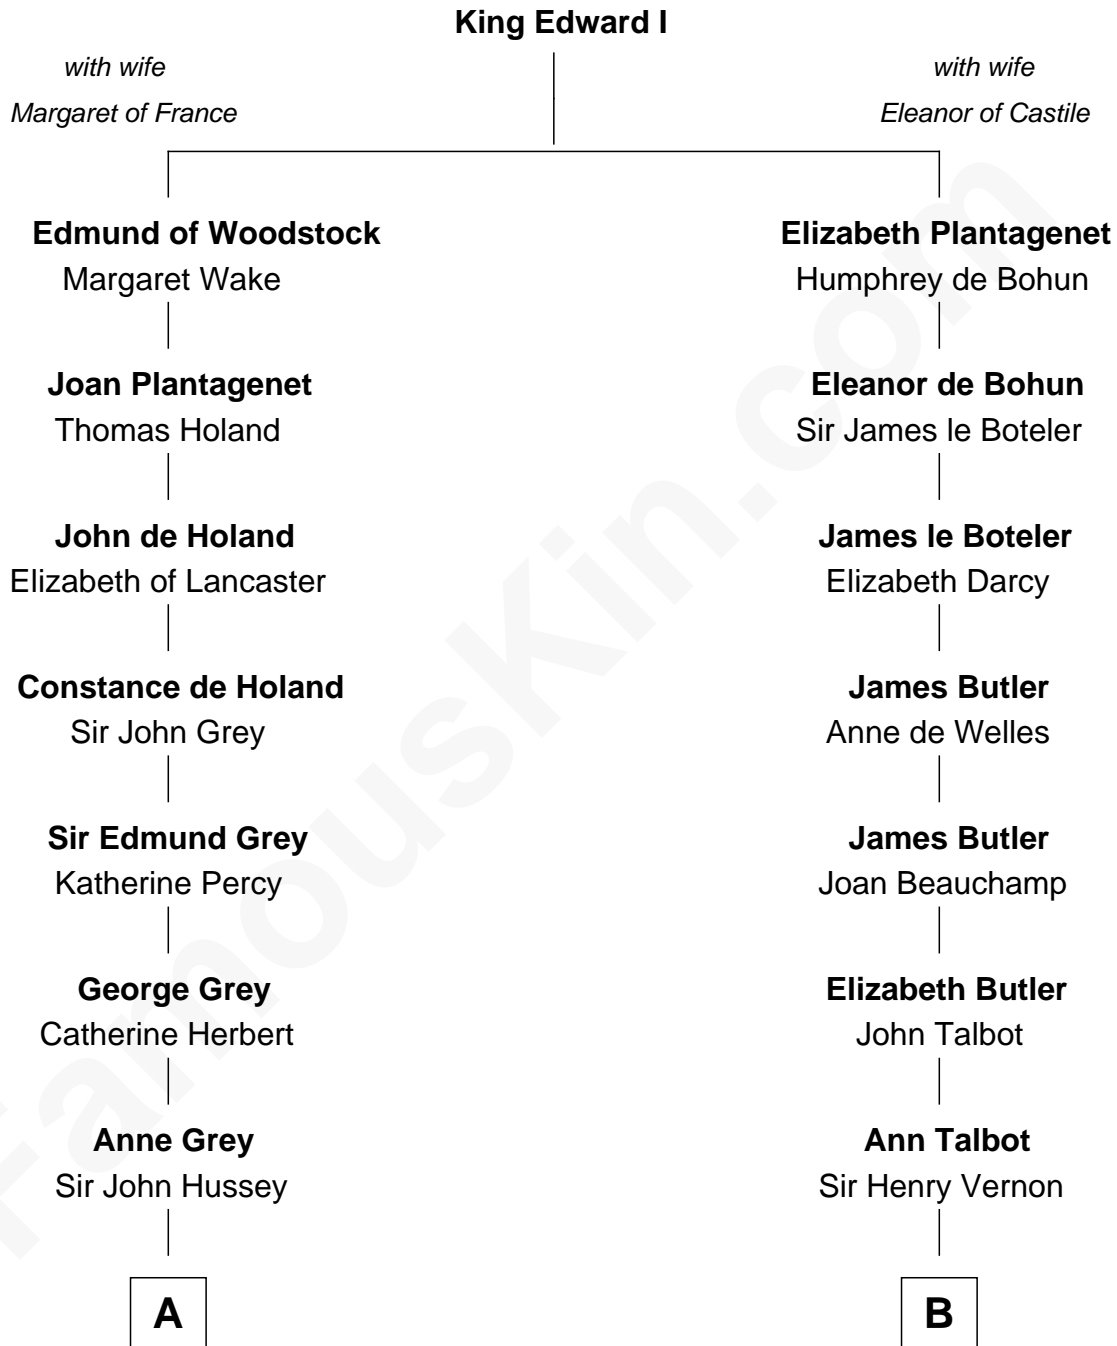 King Edward I
with wife
Margaret of France
with wife
Eleanor of Castile
Edmund of Woodstock
Margaret Wake
Elizabeth Plantagenet
Humphrey de Bohun
Joan Plantagenet
Thomas Holand
Eleanor de Bohun
Sir James le Boteler
John de Holand
Elizabeth of Lancaster
James le Boteler
Elizabeth Darcy
Constance de Holand
Sir John Grey
James Butler
Anne de Welles
Sir Edmund Grey
Katherine Percy
James Butler
Joan Beauchamp
George Grey
Catherine Herbert
Elizabeth Butler
John Talbot
Anne Grey
Sir John Hussey
Ann Talbot
Sir Henry Vernon
A
B
FamousKin.com